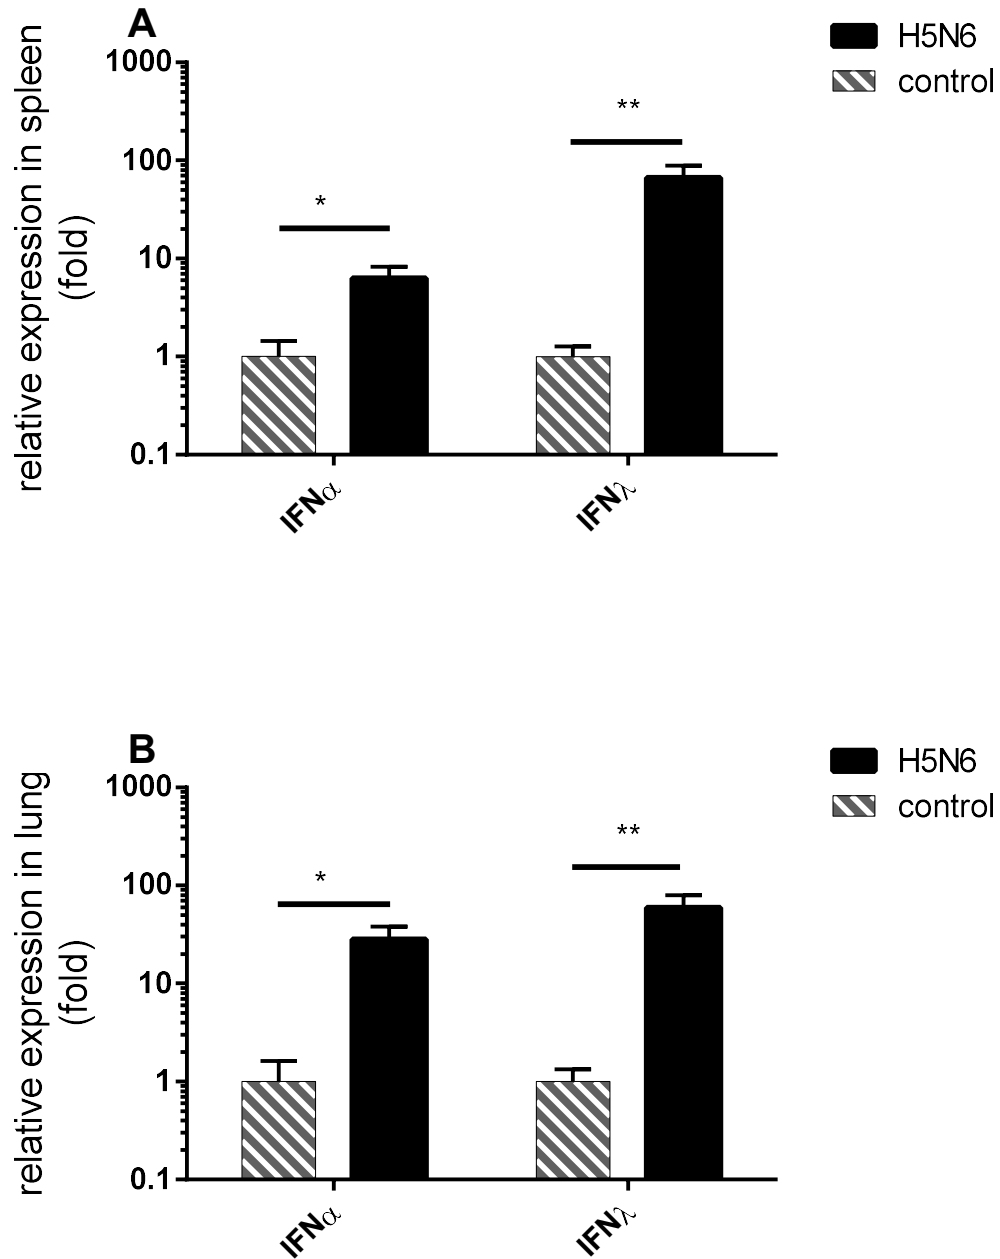 A
H5N6
control
relative expression in spleen
(fold)
1000
100
10
1
0.1
*
**
IFNα
IFNλ
B
H5N6
control
relative expression in lung
(fold)
1000
100
10
1
0.1
*
**
IFNα
IFNλ